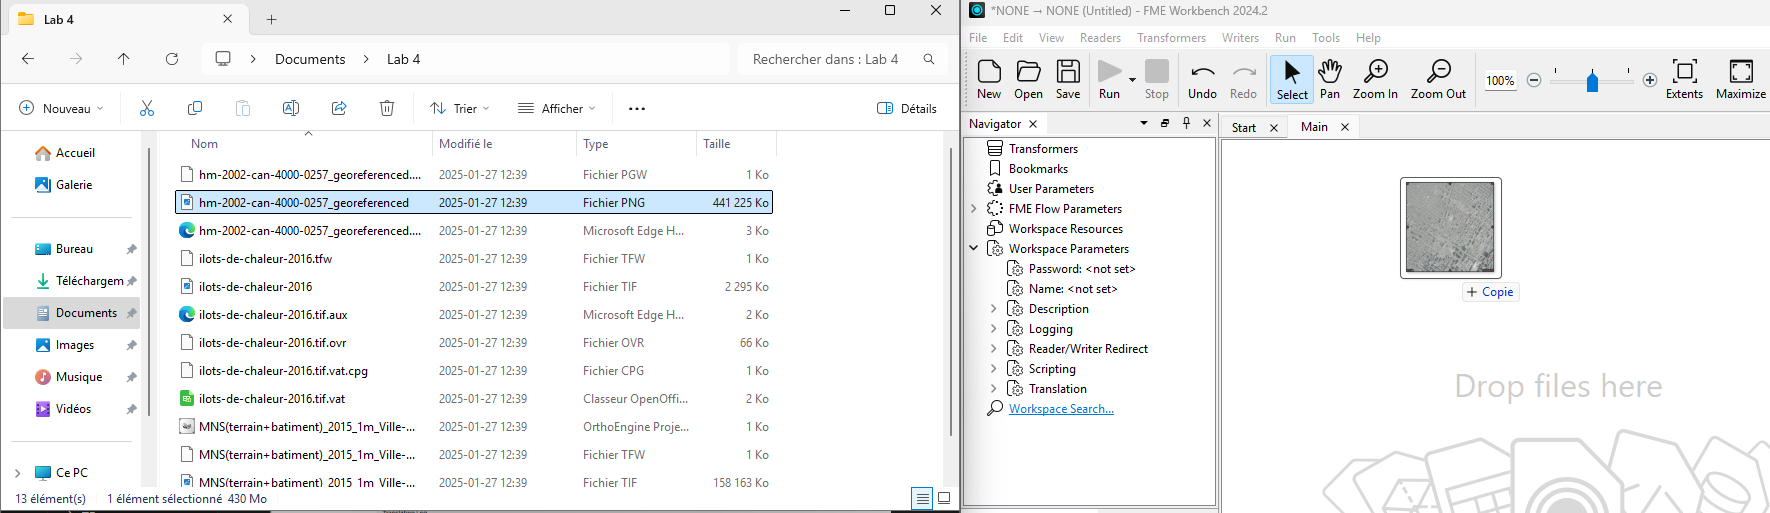 Lab 4
Documents
Lab 4
Rechercher dans : Lab 4
Nouveau
Trier
Afficher
Détails
Accueil
Galerie
Bureau
Téléchargem
Documents
Images
Musique
Vidéos
Ce PC
Nom Modifié le Type Taille
hm-2002-can-4000-0257_georeferenced.... 2025-01-27 12:39 Fichier PGW 1 Ko
hm-2002-can-4000-0257_georeferenced 2025-01-27 12:39 Fichier PNG 441 225 Ko
hm-2002-can-4000-0257_georeferenced.... 2025-01-27 12:39 Microsoft Edge H... 3 Ko
ilots-de-chaleur-2016.tfw 2025-01-27 12:39 Fichier TFW 1 Ko
ilots-de-chaleur-2016 2025-01-27 12:39 Fichier TIF 2 295 Ko
ilots-de-chaleur-2016.tif.aux 2025-01-27 12:39 Microsoft Edge H... 2 Ko
ilots-de-chaleur-2016.tif.ovr 2025-01-27 12:39 Fichier OVR 66 Ko
ilots-de-chaleur-2016.tif.vat.cpg 2025-01-27 12:39 Fichier CPG 1 Ko
ilots-de-chaleur-2016.tif.vat 2025-01-27 12:39 Classeur OpenOffi... 2 Ko
MNS(terrain+batiment)_2015_1m_Ville-... 2025-01-27 12:39 OrthoEngine Proje... 1 Ko
MNS(terrain+batiment)_2015_1m_Ville-... 2025-01-27 12:39 Fichier TFW 1 Ko
MNS(terrain+batiment)_2015_1m_Ville-... 2025-01-27 12:39 Fichier TIF 158 163 Ko
13 élément(s) 1 élément sélectionné 430 Mo
*NONE → NONE (Untitled) - FME Workbench 2024.2
File Edit View Readers Transformers Writers Run Tools Help
New Open Save Run Stop Undo Redo Select Pan Zoom In Zoom Out 100% Extents Maximize
Navigator
Transformers
Bookmarks
User Parameters
FME Flow Parameters
Workspace Resources
Workspace Parameters
Password: <not set>
Name: <not set>
Description
Logging
Reader/Writer Redirect
Scripting
Translation
Workspace Search...
Start Main
+ Copie
Drop files here